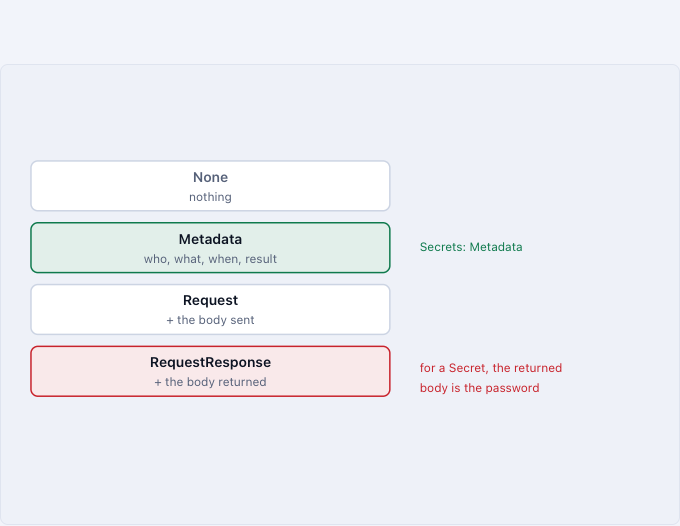 None
nothing
Metadata
who, what, when, result
Secrets: Metadata
Request
+ the body sent
RequestResponse
+ the body returned
for a Secret, the returned
body is the password